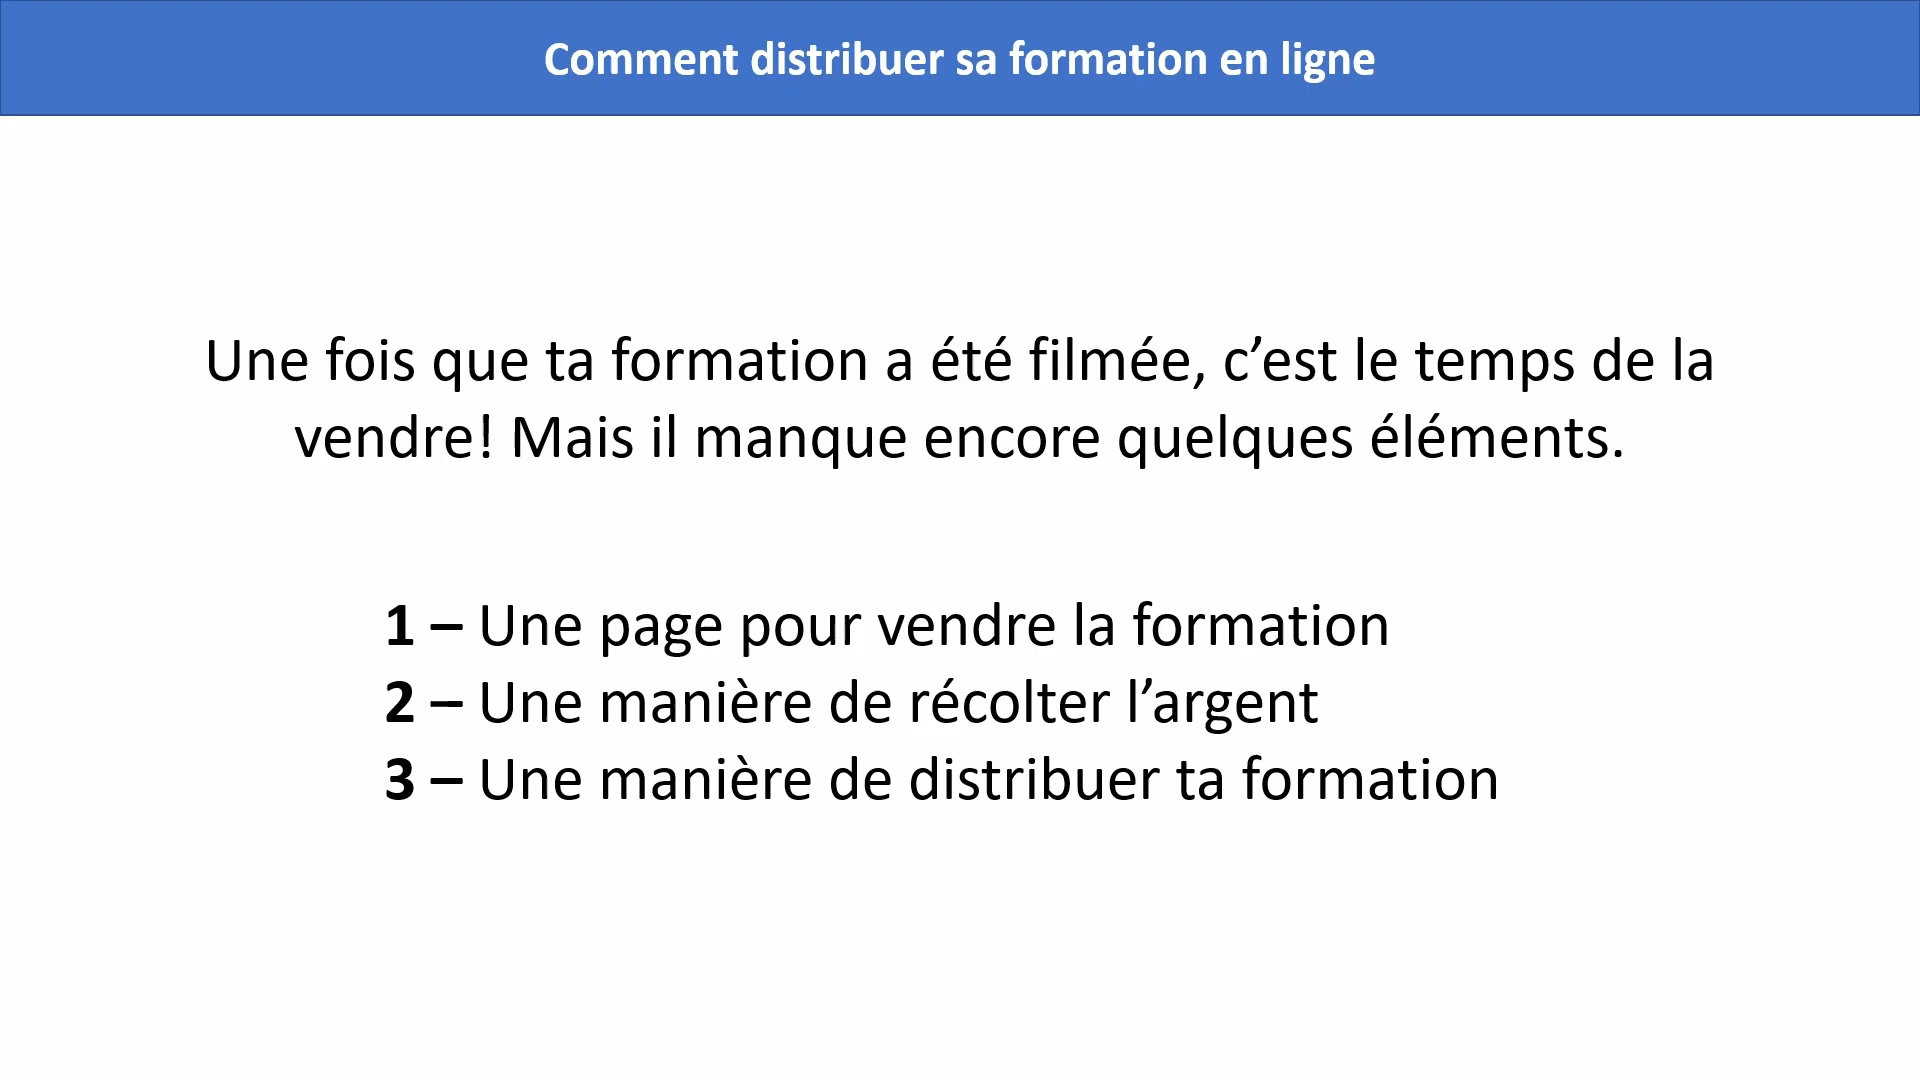 Comment distribuer sa formation en ligne
Une fois que ta formation a été filmée, c’est le temps de la
vendre! Mais il manque encore quelques éléments.
1 – Une page pour vendre la formation
2 – Une manière de récolter l’argent
3 – Une manière de distribuer ta formation